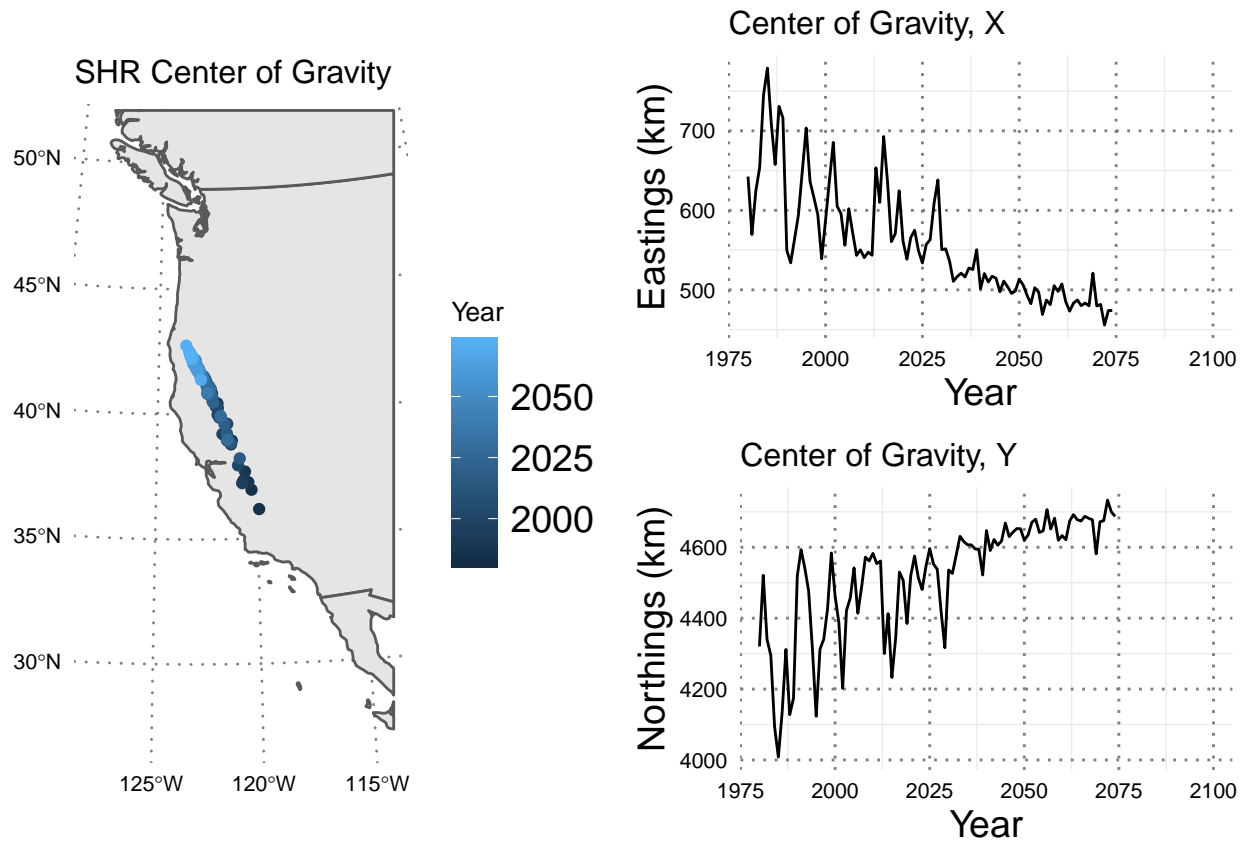 SHR Center of Gravity
50°N
45°N
40°N
35°N
30°N
125°W 120°W 115°W
Year
2050
2025
2000
Center of Gravity, X
Eastings (km)
700
600
500
1975 2000 2025 2050 2075 2100
Year
Center of Gravity, Y
Northings (km)
4600
4400
4200
4000
1975 2000 2025 2050 2075 2100
Year